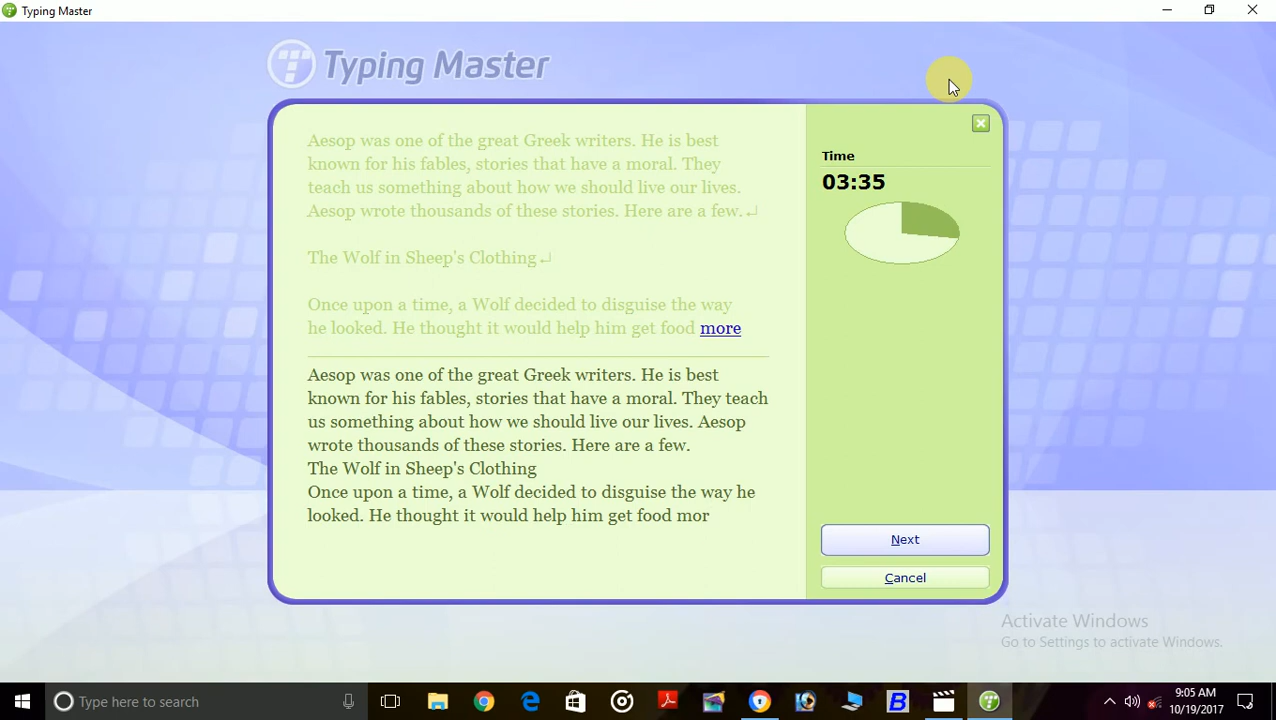 Typing Master
Typing Master
Aesop was one of the great Greek writers. He is best
known for his fables, stories that have a moral. They
teach us something about how we should live our lives.
Aesop wrote thousands of these stories. Here are a few.↵
The Wolf in Sheep's Clothing↵
Once upon a time, a Wolf decided to disguise the way
he looked. He thought it would help him get food more
Aesop was one of the great Greek writers. He is best
known for his fables, stories that have a moral. They teach
us something about how we should live our lives. Aesop
wrote thousands of these stories. Here are a few.
The Wolf in Sheep's Clothing
Once upon a time, a Wolf decided to disguise the way he
looked. He thought it would help him get food mor
Time
03:35
Next
Cancel
Activate Windows
Go to Settings to activate Windows.
Type here to search
9:05 AM
10/19/2017